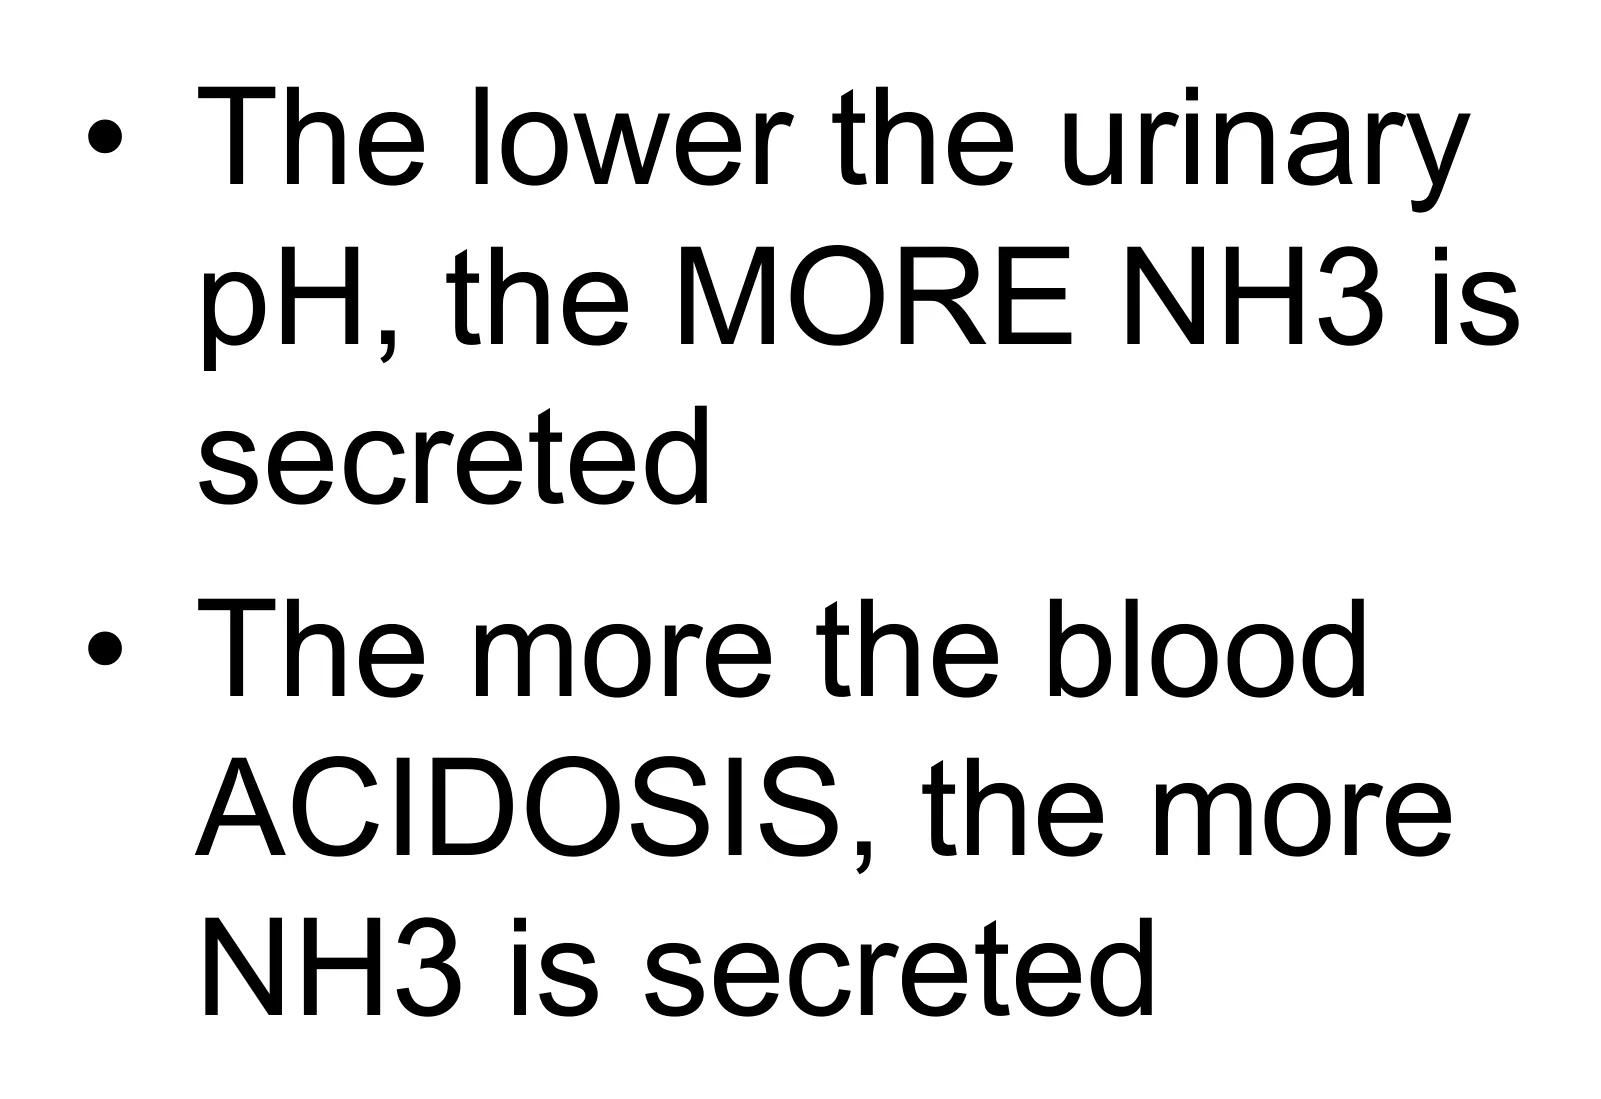 • The lower the urinary
pH, the MORE NH3 is
secreted
• The more the blood
ACIDOSIS, the more
NH3 is secreted